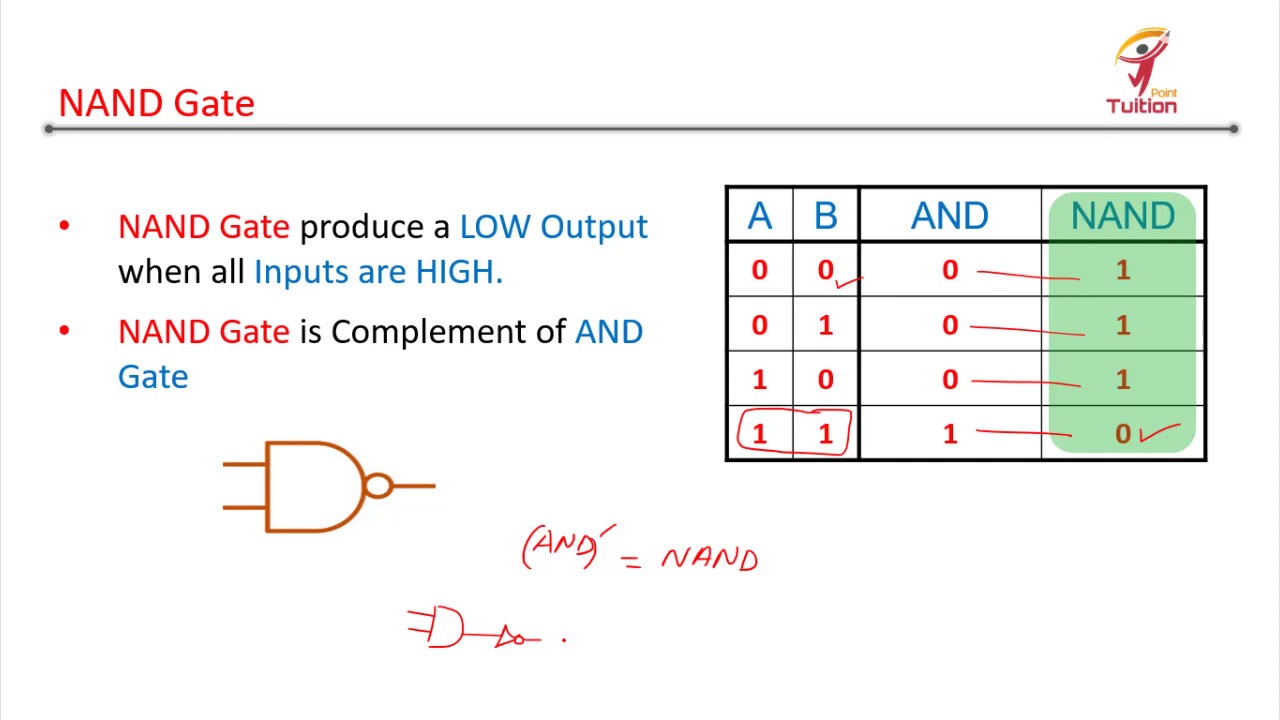 Point
Tuition
NAND Gate
• NAND Gate produce a LOW Output
when all Inputs are HIGH.
• NAND Gate is Complement of AND
Gate
A B AND NAND
0 0 0 1
0 1 0 1
1 0 0 1
1 1 1 0
(AND)′ = NAND